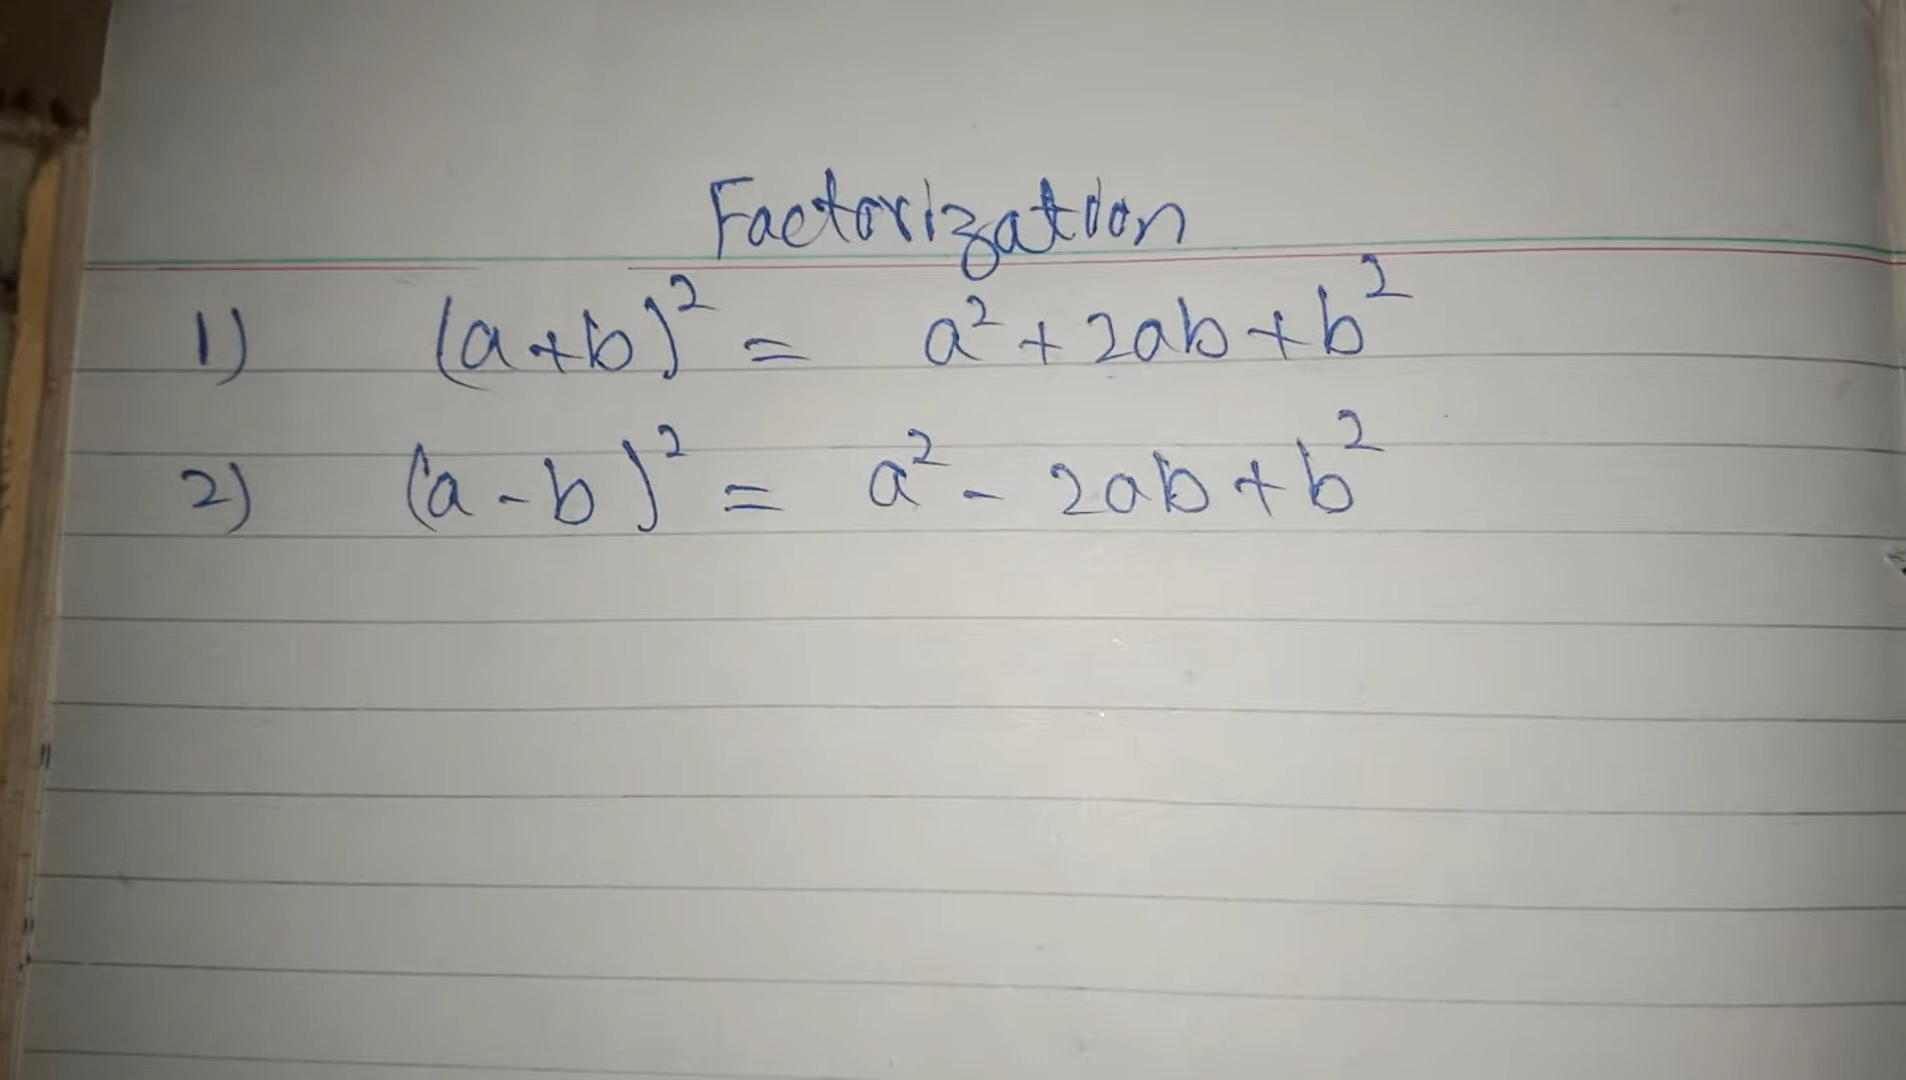 Factorization
1) (a+b)² = a² + 2ab + b²
2) (a - b)² = a² - 2ab + b²